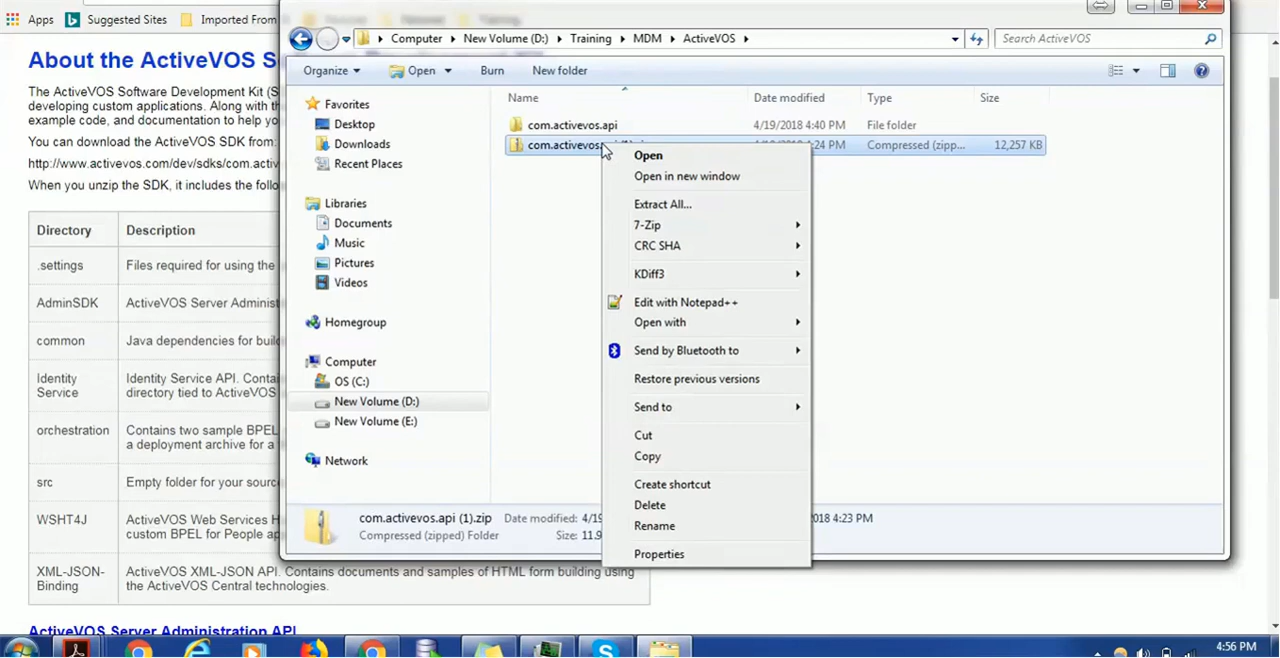 Apps
Suggested Sites
Imported From
About the ActiveVOS S
The ActiveVOS Software Development Kit (S
developing custom applications. Along with th
example code, and documentation to help you
You can download the ActiveVOS SDK from:
http://www.activevos.com/dev/sdks/com.activ
When you unzip the SDK, it includes the follo
Directory Description
.settings Files required for using the
AdminSDK ActiveVOS Server Administ
common Java dependencies for build
Identity Service Identity Service API. Contai
directory tied to ActiveVOS
orchestration Contains two sample BPEL
a deployment archive for a
src Empty folder for your source
WSHT4J ActiveVOS Web Services H
custom BPEL for People ap
XML-JSON-
Binding
ActiveVOS XML-JSON API. Contains documents and samples of HTML form building using
the ActiveVOS Central technologies.
ActiveVOS Server Administration API
Computer New Volume (D:) Training MDM ActiveVOS
Search ActiveVOS
Organize Open Burn New folder
Favorites
Desktop
Downloads
Recent Places
Libraries
Documents
Music
Pictures
Videos
Homegroup
Computer
OS (C:)
New Volume (D:)
New Volume (E:)
Network
Name Date modified Type Size
com.activevos.api 4/19/2018 4:40 PM File folder
com.activevos. 4:24 PM Compressed (zipp... 12,257 KB
Open
Open in new window
Extract All...
7-Zip
CRC SHA
KDiff3
Edit with Notepad++
Open with
Send by Bluetooth to
Restore previous versions
Send to
Cut
Copy
Create shortcut
Delete
Rename
Properties
com.activevos.api (1).zip Date modified: 4/19 2018 4:23 PM
Compressed (zipped) Folder Size: 11.9
4:56 PM